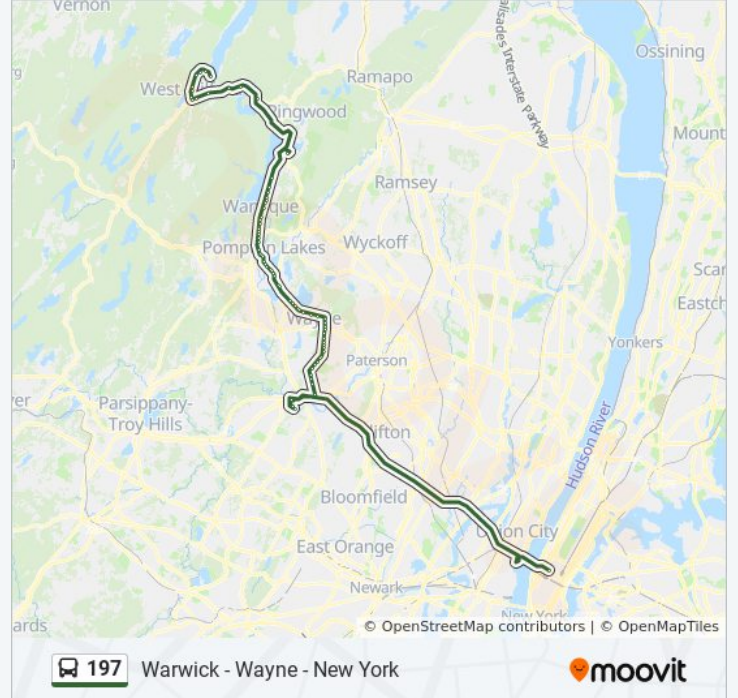 Vernon
Ossining
Palisades Interstate Parkway
Ramapo
West
Ringwood
Mount
Ramsey
Wanaque
Wyckoff
Pompton Lakes
Scar
Eastch
Wayne
Yonkers
Paterson
Parsippany-
Troy Hills
lifton
Hudson River
Bloomfield
Union City
East Orange
Newark
New York
ards
© OpenStreetMap contributors | © OpenMapTiles
197 Warwick - Wayne - New York
moovit